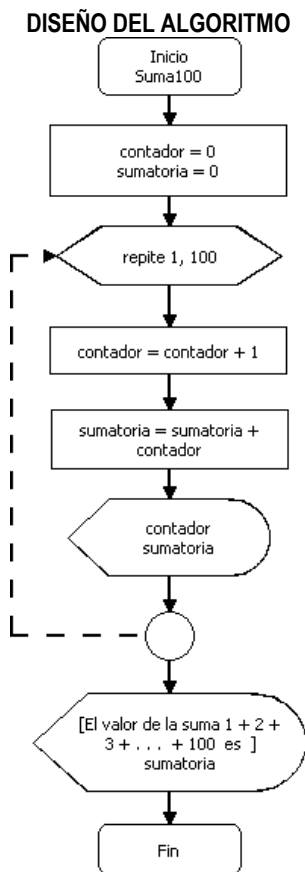 DISEÑO DEL ALGORITMO
Inicio
Suma100
contador = 0
sumatoria = 0
repite 1, 100
contador = contador + 1
sumatoria = sumatoria +
contador
contador
sumatoria
[El valor de la suma 1 + 2 +
3 + . . . + 100 es ]
sumatoria
Fin